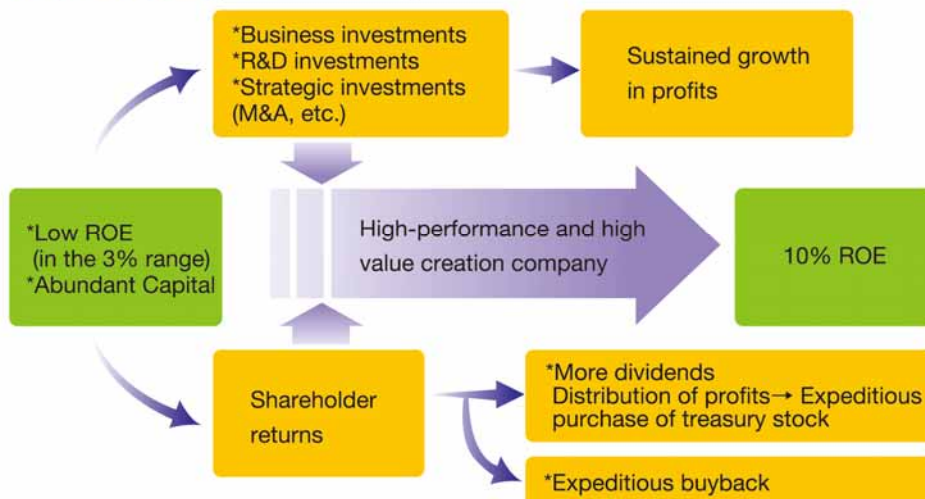 *Business investments
*R&D investments
*Strategic investments
(M&A, etc.)
Sustained growth
in profits
*Low ROE
(in the 3% range)
*Abundant Capital
High-performance and high
value creation company
10% ROE
Shareholder
returns
*More dividends
Distribution of profits→ Expeditious
purchase of treasury stock
*Expeditious buyback